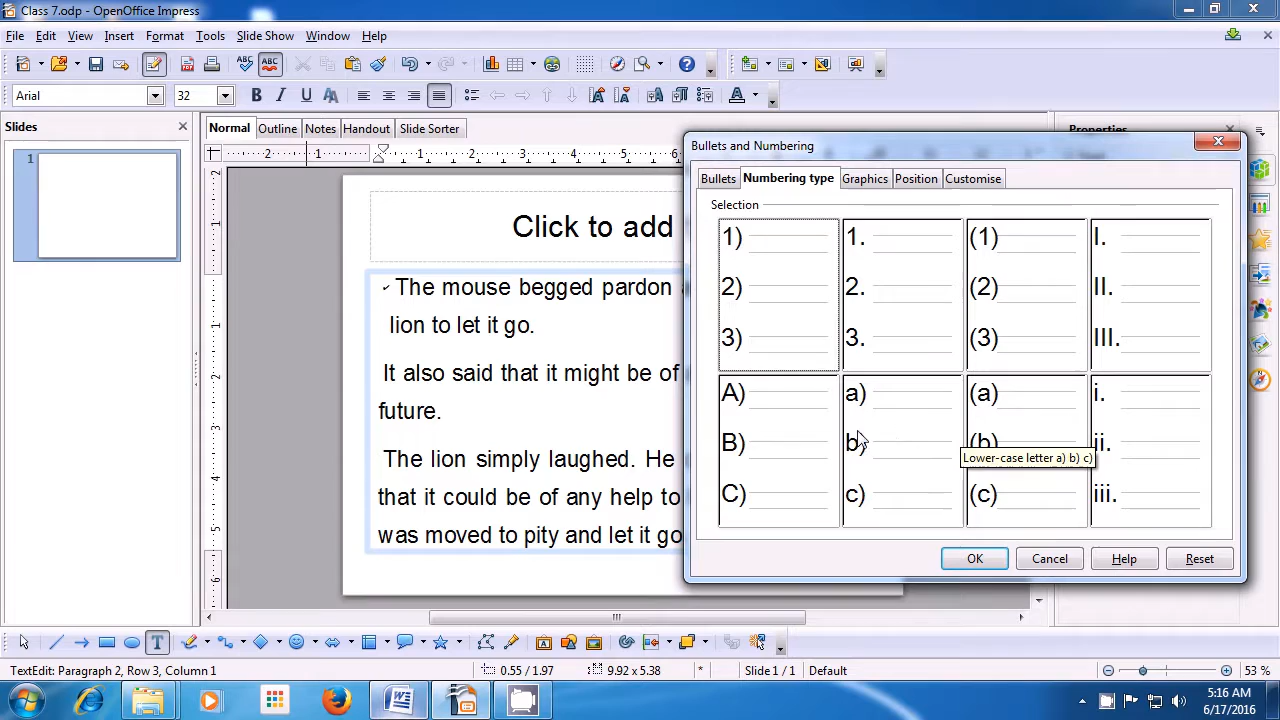 Class 7.odp - OpenOffice Impress
File Edit View Insert Format Tools Slide Show Window Help
Arial 32
Slides
Normal Outline Notes Handout Slide Sorter
Properties
1
Click to add
The mouse begged pardon
lion to let it go.
It also said that it might be of
future.
The lion simply laughed. He
that it could be of any help to
was moved to pity and let it go
Bullets and Numbering
Bullets Numbering type Graphics Position Customise
Selection
1) 1. (1) I.
2) 2. (2) II.
3) 3. (3) III.
A) a) (a) i.
B) b) (b) ii.
Lower-case letter a) b) c)
C) c) (c) iii.
OK Cancel Help Reset
TextEdit: Paragraph 2, Row 3, Column 1 0.55 / 1.97 9.92 x 5.38 * Slide 1 / 1 Default 53 %
5:16 AM
6/17/2016